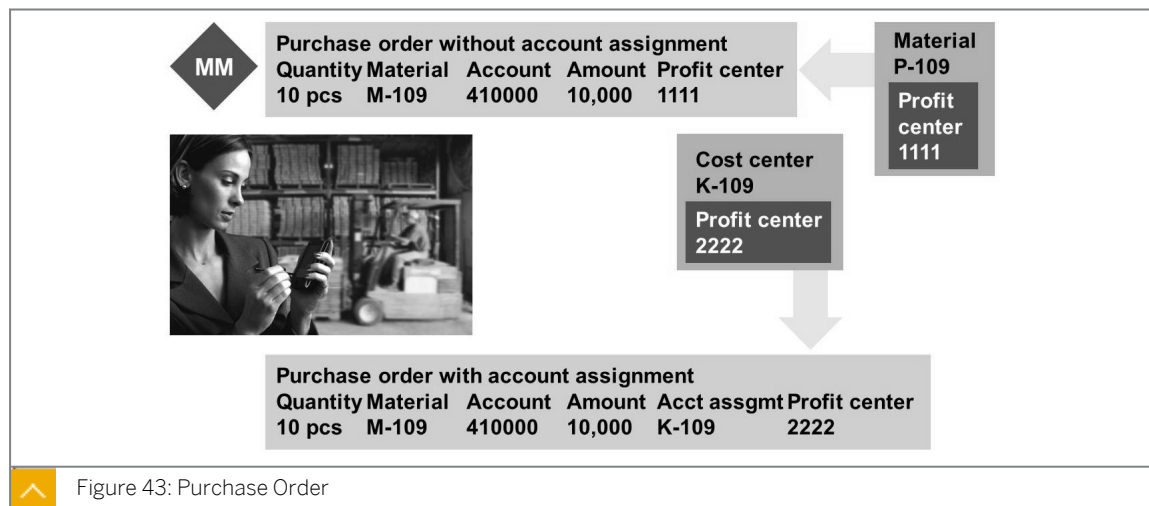 MM
Purchase order without account assignment
Quantity Material Account Amount Profit center
10 pcs M-109 410000 10,000 1111
Material
P-109
Profit
center
1111
Cost center
K-109
Profit center
2222
Purchase order with account assignment
Quantity Material Account Amount Acct assgmt Profit center
10 pcs M-109 410000 10,000 K-109 2222
Figure 43: Purchase Order